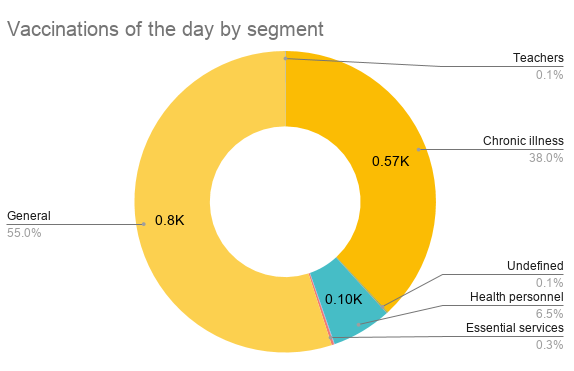 Vaccinations of the day by segment
Teachers
0.1%
Chronic illness
38.0%
0.57K
General
55.0%
0.8K
Undefined
0.1%
Health personnel
6.5%
0.10K
Essential services
0.3%